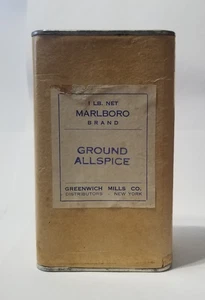 1 LB. NET
MARLBORO
BRAND
GROUND
ALLSPICE
GREENWICH MILLS CO.
DISTRIBUTORS - NEW YORK